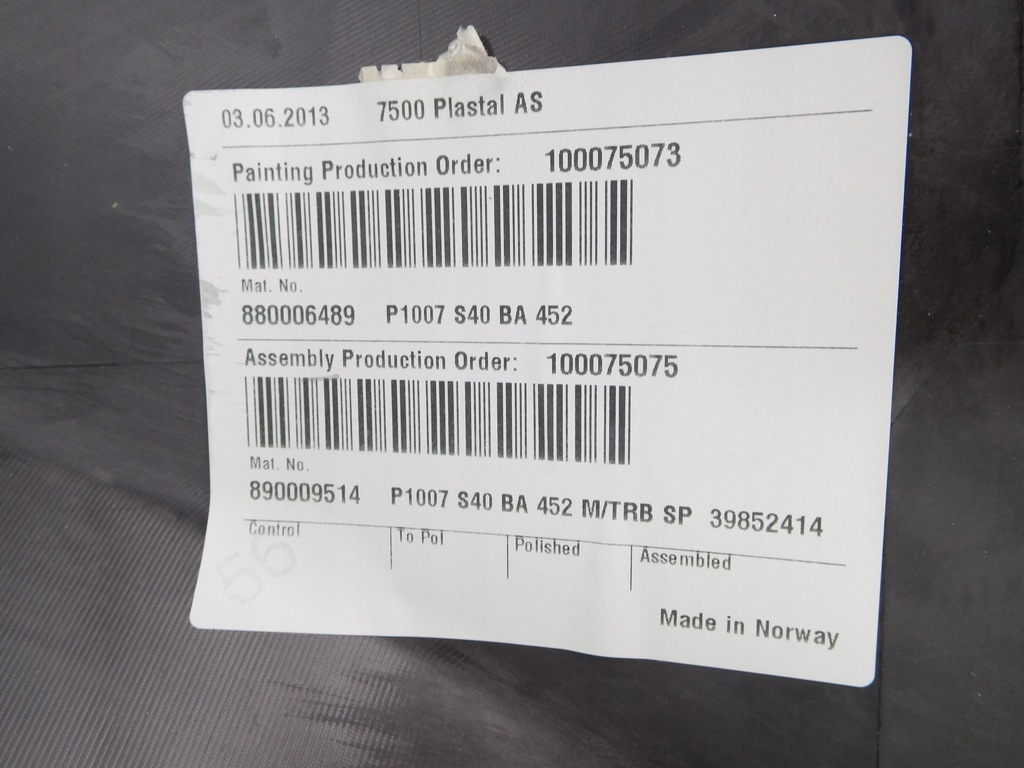 03.06.2013 7500 Plastal AS
Painting Production Order: 100075073
Mat. No.
880006489 P1007 S40 BA 452
Assembly Production Order: 100075075
Mat. No.
890009514 P1007 S40 BA 452 M/TRB SP 39852414
Control To Pol Polished Assembled
56
Made in Norway